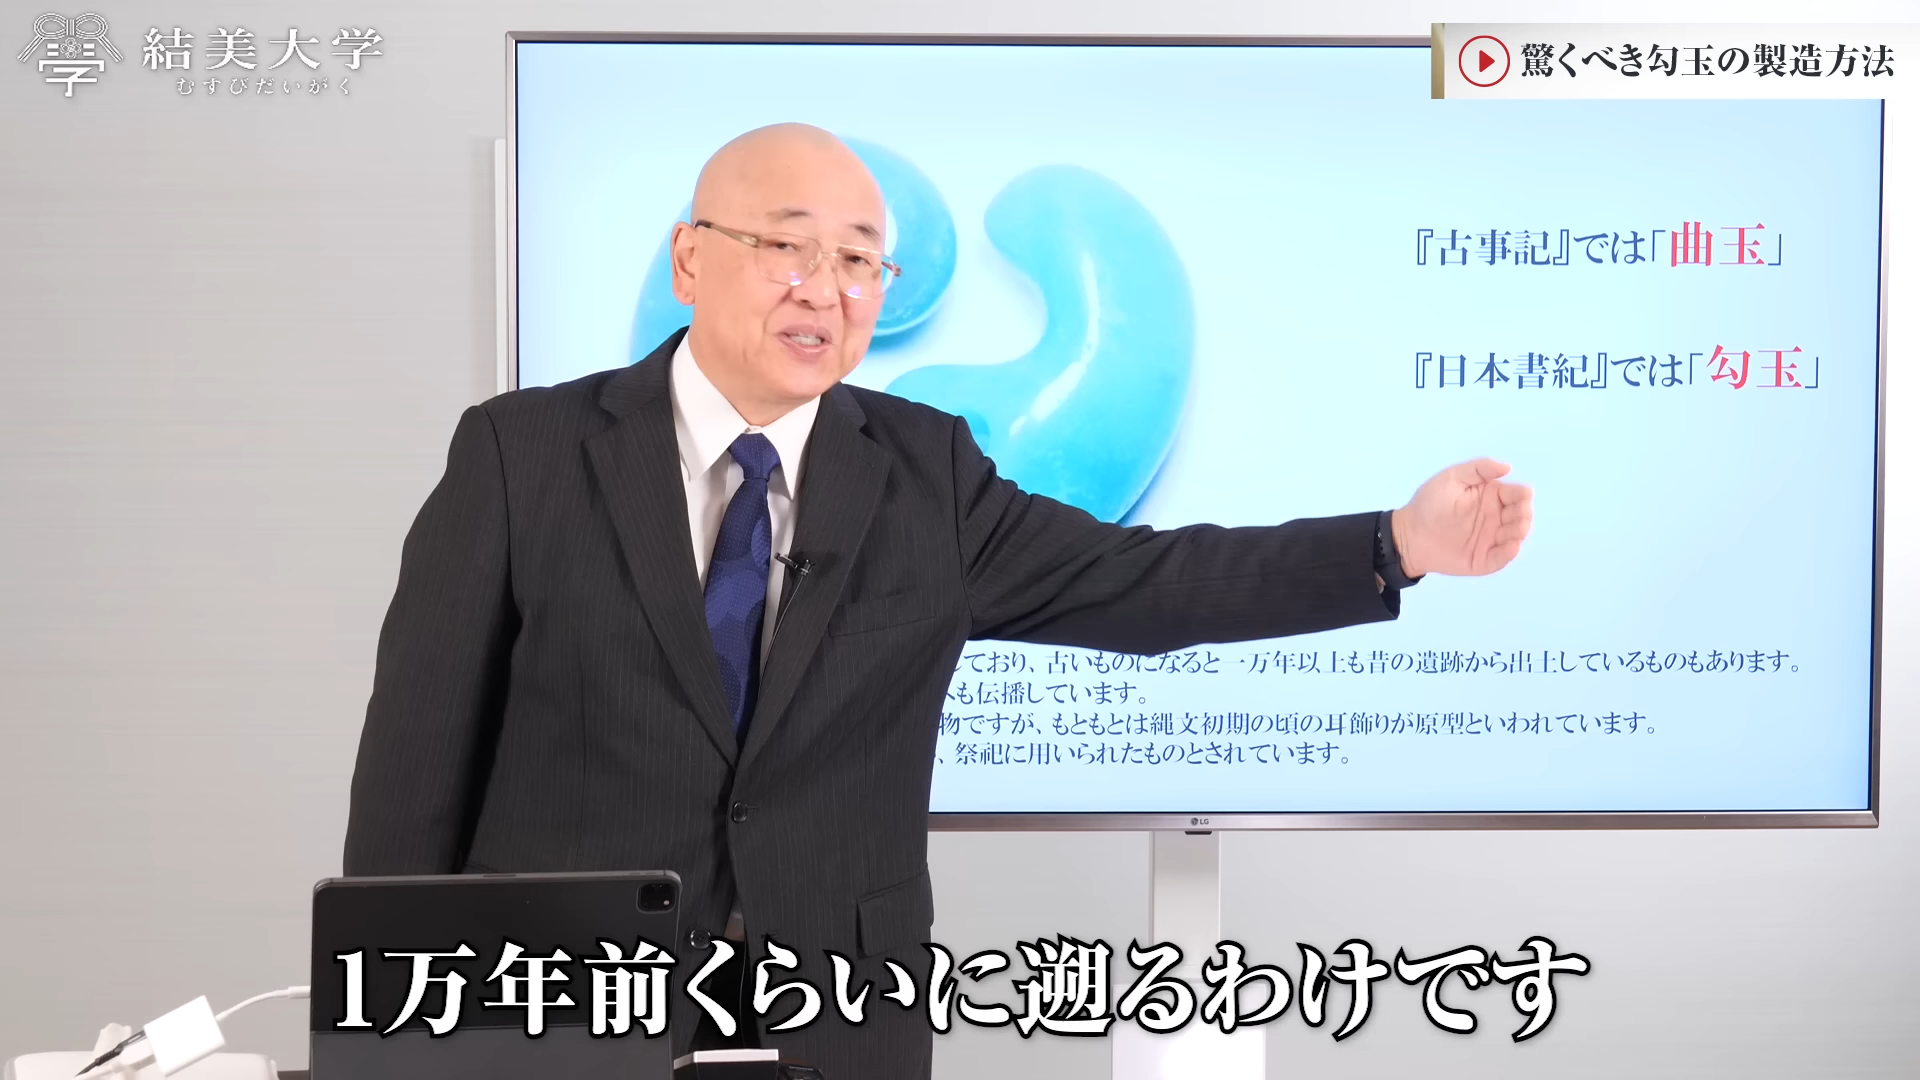 結美大学
むすびだいがく
驚くべき勾玉の製造方法
『古事記』では「曲玉」
『日本書紀』では「勾玉」
ており、古いものになると一万年以上も昔の遺跡から出土しているものもあります。
も伝播しています。
物ですが、もともとは縄文初期の頃の耳飾りが原型といわれています。
、祭祀に用いられたものとされています。
LG
1万年前くらいに遡るわけです